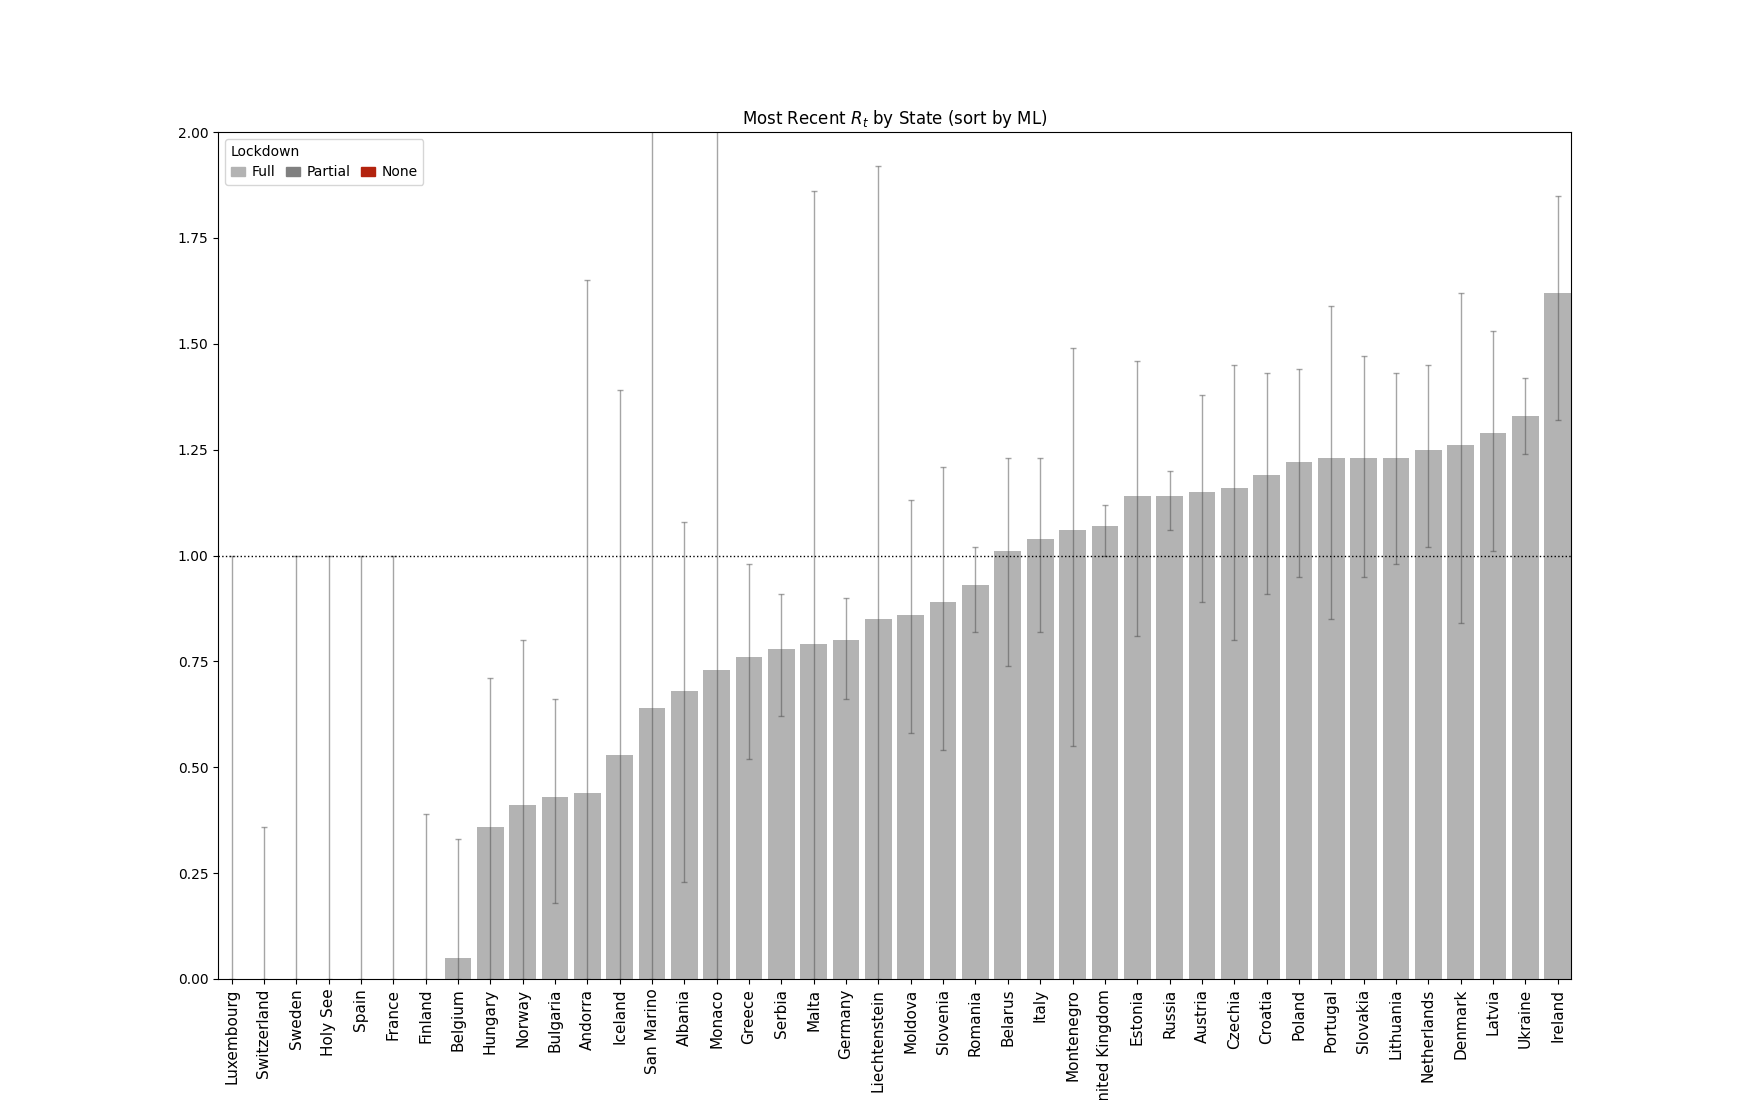 Most Recent R_t by State (sort by ML)
Lockdown
Full Partial None
2.00
1.75
1.50
1.25
1.00
0.75
0.50
0.25
0.00
Luxembourg
Switzerland
Sweden
Holy See
Spain
France
Finland
Belgium
Hungary
Norway
Bulgaria
Andorra
Iceland
San Marino
Albania
Monaco
Greece
Serbia
Malta
Germany
Liechtenstein
Moldova
Slovenia
Romania
Belarus
Italy
Montenegro
nited Kingdom
Estonia
Russia
Austria
Czechia
Croatia
Poland
Portugal
Slovakia
Lithuania
Netherlands
Denmark
Latvia
Ukraine
Ireland